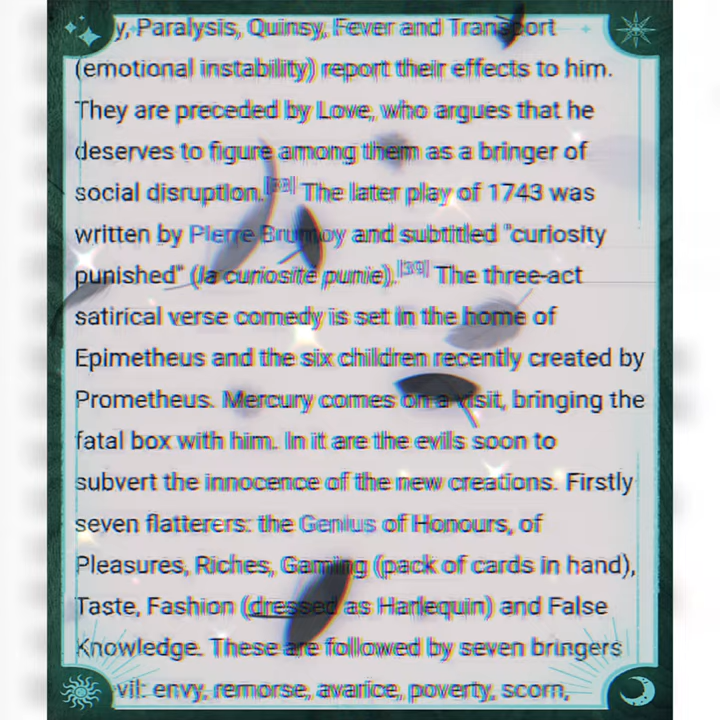 y, Paralysis, Quinsy, Fever and Transport
(emotional instability) report their effects to him.
They are preceded by Love, who argues that he
deserves to figure among them as a bringer of
social disruption.[38] The later play of 1743 was
written by Pierre Brumoy and subtitled "curiosity
punished" (la curiosité punie).[39] The three-act
satirical verse comedy is set in the home of
Epimetheus and the six children recently created by
Prometheus. Mercury comes on a visit, bringing the
fatal box with him. In it are the evils soon to
subvert the innocence of the new creations. Firstly
seven flatterers: the Genius of Honours, of
Pleasures, Riches, Gaming (pack of cards in hand),
Taste, Fashion (dressed as Harlequin) and False
Knowledge. These are followed by seven bringers
vil: envy, remorse, avarice, poverty, scorn,